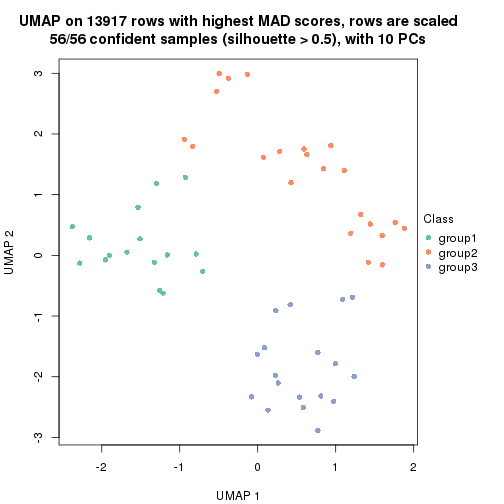 UMAP on 13917 rows with highest MAD scores, rows are scaled
56/56 confident samples (silhouette > 0.5), with 10 PCs
3
2
1
0
-1
-2
-3
UMAP 2
-2
-1
0
1
2
UMAP 1
Class
group1
group2
group3